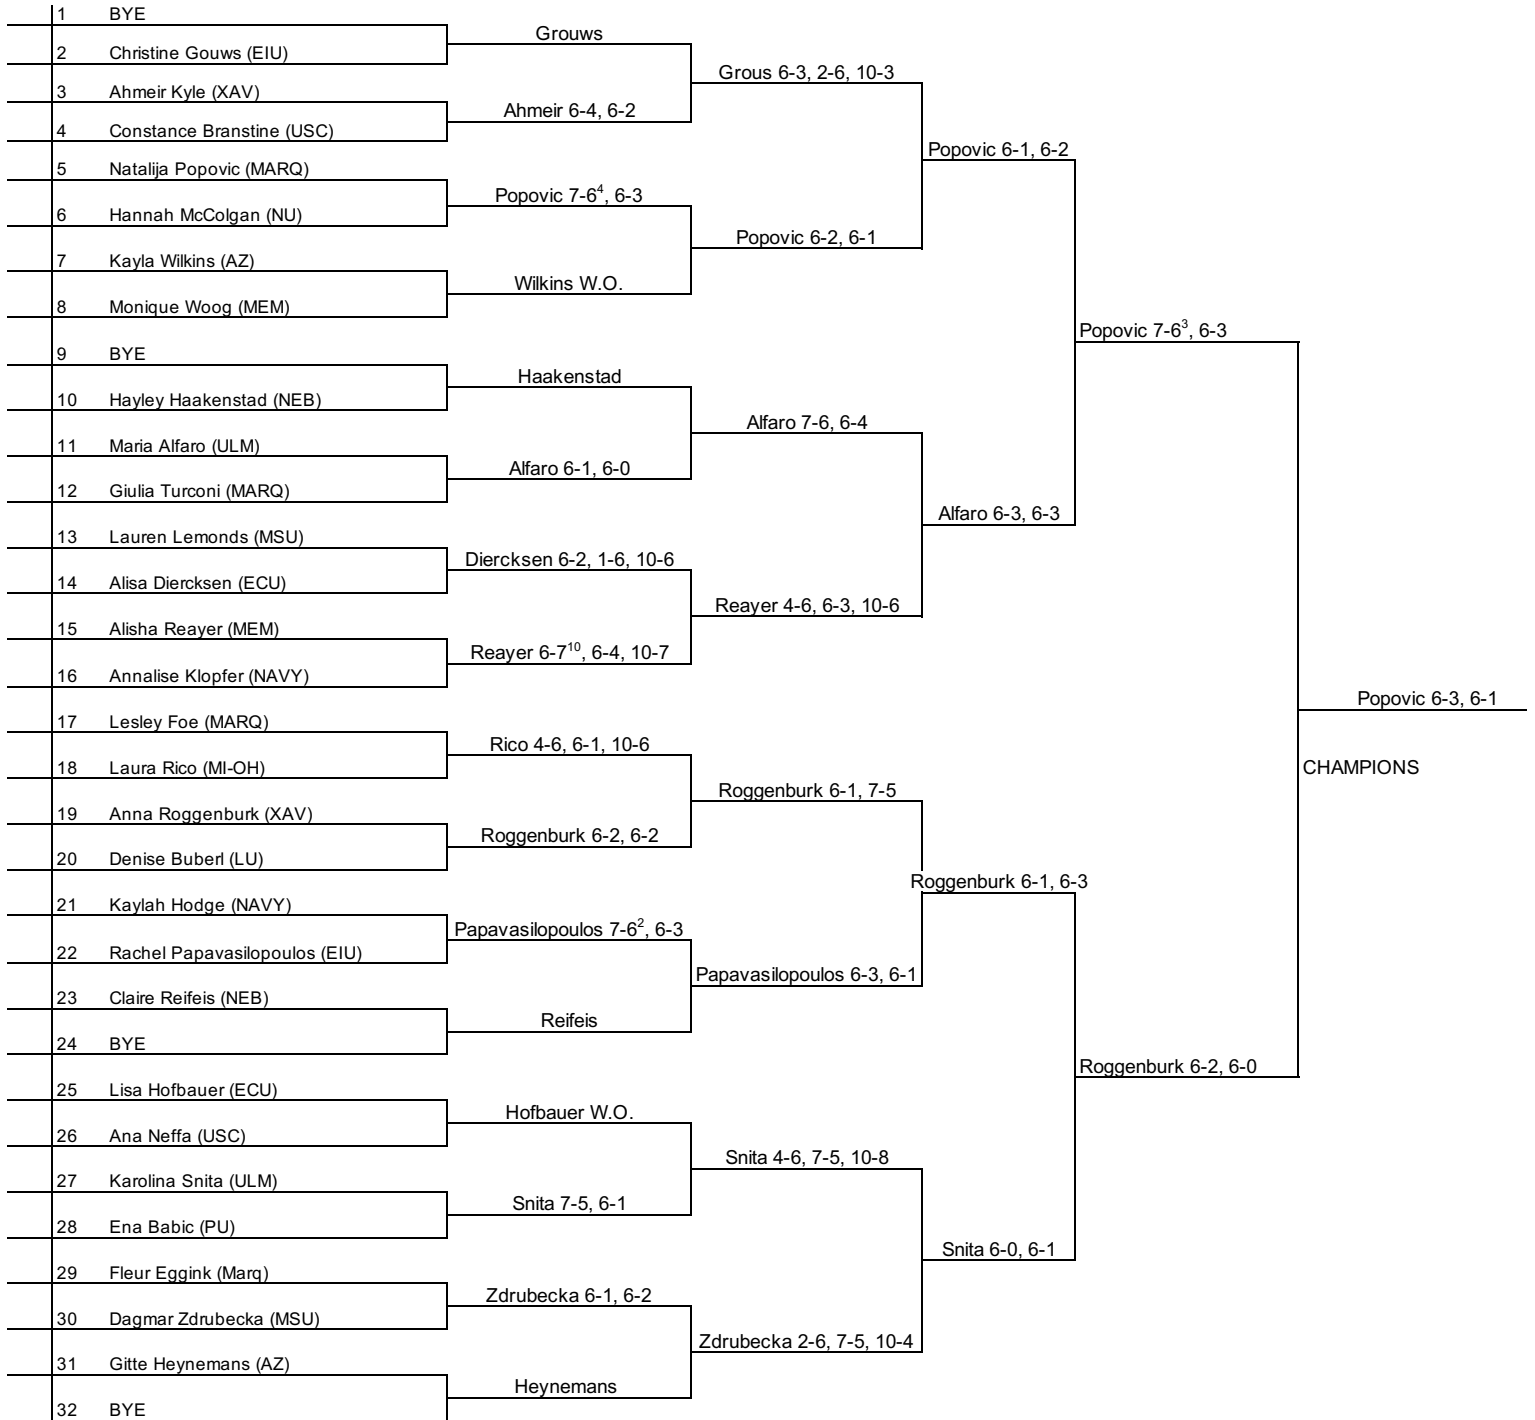 1 BYE
Grouws
2 Christine Gouws (EIU)
Grous 6-3, 2-6, 10-3
3 Ahmeir Kyle (XAV)
Ahmeir 6-4, 6-2
4 Constance Branstine (USC)
Popovic 6-1, 6-2
5 Natalija Popovic (MARQ)
Popovic 7-6⁴, 6-3
6 Hannah McColgan (NU)
Popovic 6-2, 6-1
7 Kayla Wilkins (AZ)
Wilkins W.O.
8 Monique Woog (MEM)
Popovic 7-6³, 6-3
9 BYE
Haakenstad
10 Hayley Haakenstad (NEB)
Alfaro 7-6, 6-4
11 Maria Alfaro (ULM)
Alfaro 6-1, 6-0
12 Giulia Turconi (MARQ)
Alfaro 6-3, 6-3
13 Lauren Lemonds (MSU)
Diercksen 6-2, 1-6, 10-6
14 Alisa Diercksen (ECU)
Reayer 4-6, 6-3, 10-6
15 Alisha Reayer (MEM)
Reayer 6-7¹⁰, 6-4, 10-7
16 Annalise Klopfer (NAVY)
Popovic 6-3, 6-1
17 Lesley Foe (MARQ)
Rico 4-6, 6-1, 10-6
18 Laura Rico (MI-OH)
CHAMPIONS
Roggenburk 6-1, 7-5
19 Anna Roggenburk (XAV)
Roggenburk 6-2, 6-2
20 Denise Buberl (LU)
Roggenburk 6-1, 6-3
21 Kaylah Hodge (NAVY)
Papavasilopoulos 7-6², 6-3
22 Rachel Papavasilopoulos (EIU)
Papavasilopoulos 6-3, 6-1
23 Claire Reifeis (NEB)
Reifeis
24 BYE
Roggenburk 6-2, 6-0
25 Lisa Hofbauer (ECU)
Hofbauer W.O.
26 Ana Neffa (USC)
Snita 4-6, 7-5, 10-8
27 Karolina Snita (ULM)
Snita 7-5, 6-1
28 Ena Babic (PU)
Snita 6-0, 6-1
29 Fleur Eggink (Marq)
Zdrubecka 6-1, 6-2
30 Dagmar Zdrubecka (MSU)
Zdrubecka 2-6, 7-5, 10-4
31 Gitte Heynemans (AZ)
Heynemans
32 BYE